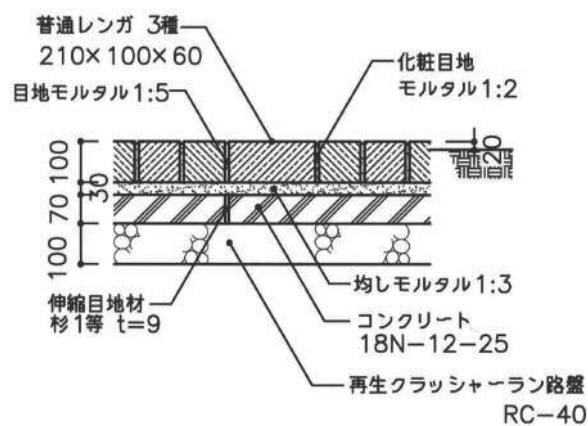 普通レンガ 3種
210×100×60
目地モルタル1:5
化粧目地
モルタル1:2
100
30
70
100
20
均しモルタル1:3
伸縮目地材
杉1等 t=9
コンクリート
18N-12-25
再生クラッシャーラン路盤
RC-40